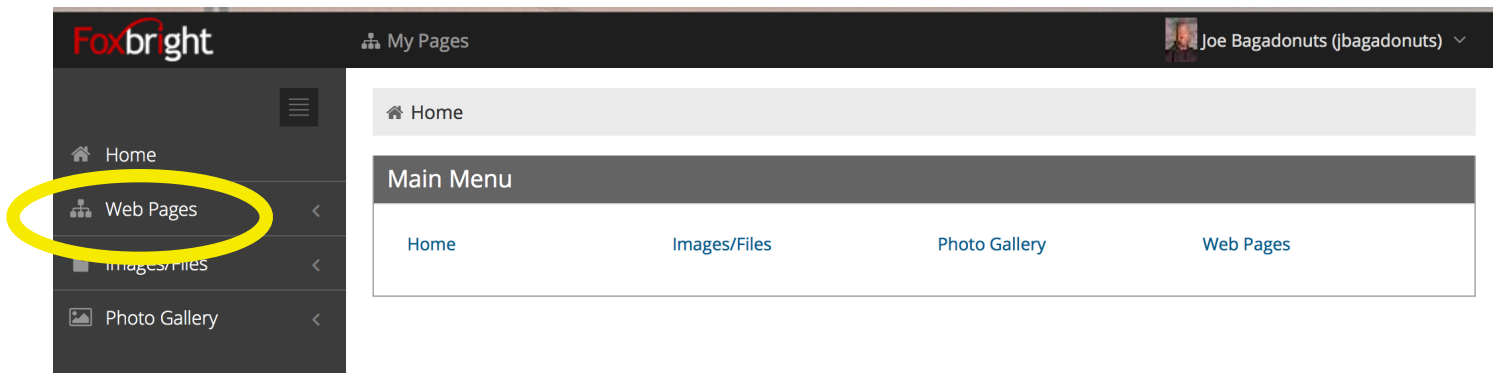 Foxbright
My Pages
Joe Bagadonuts (jbagadonuts)
Home
Web Pages
Images/Files
Photo Gallery
Home
Main Menu
Home Images/Files Photo Gallery Web Pages